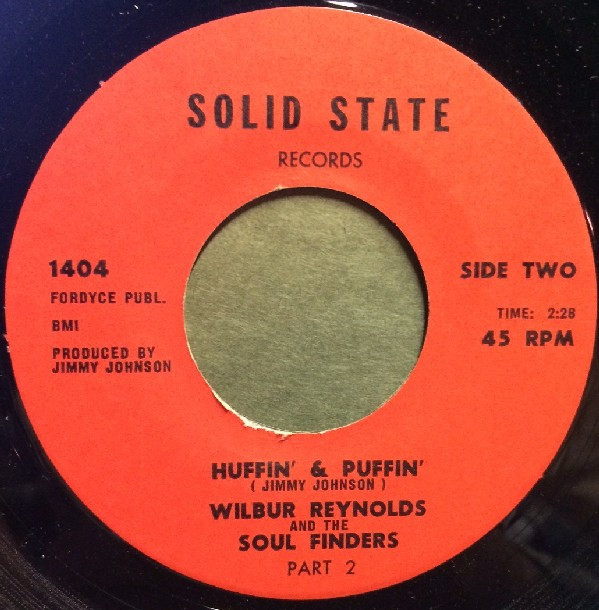 SOLID STATE
RECORDS
1404
FORDYCE PUBL.
BMI
PRODUCED BY
JIMMY JOHNSON
SIDE TWO
TIME: 2:28
45 RPM
HUFFIN' & PUFFIN'
( JIMMY JOHNSON )
WILBUR REYNOLDS
AND THE
SOUL FINDERS
PART 2